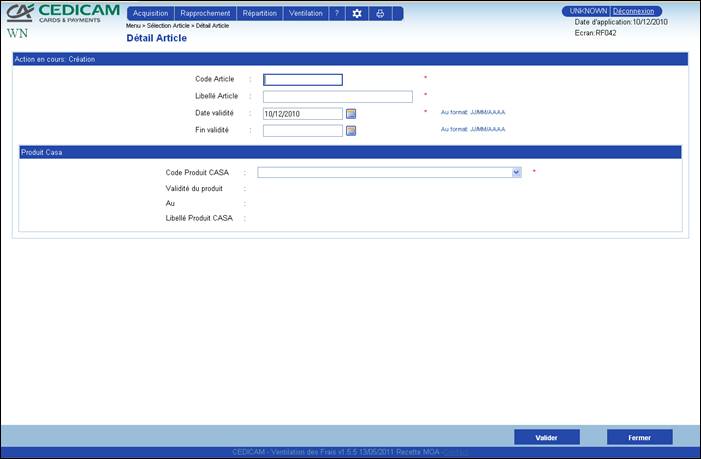 CEDICAM
CARDS & PAYMENTS
WN
Acquisition Rapprochement Répartition Ventilation ?
UNKNOWN Déconnexion
Menu > Sélection Article > Détail Article
Date d'application:10/12/2010
Détail Article
Ecran:RF042
Action en cours: Création
Code Article : *
Libellé Article : *
Date validité : 10/12/2010 * Au format: JJ/MM/AAAA
Fin validité : Au format: JJ/MM/AAAA
Produit Casa
Code Produit CASA : *
Validité du produit :
Au :
Libellé Produit CASA :
Valider Fermer
CEDICAM - Ventilation des Frais v1.5.5 13/05/2011 Recette MOA - Contact